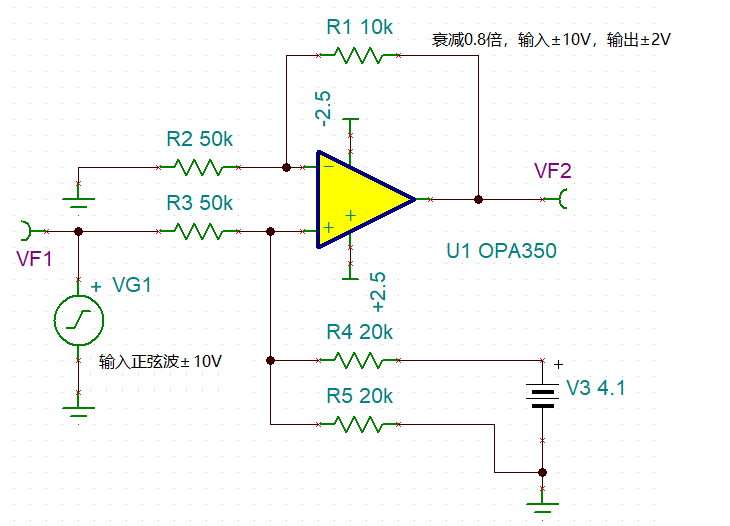 R1 10k
衰减0.8倍，输入±10V，输出±2V
-2.5
R2 50k
VF2
R3 50k
U1 OPA350
VF1
+ VG1
+2.5
R4 20k
输入正弦波±10V
+
V3 4.1
R5 20k